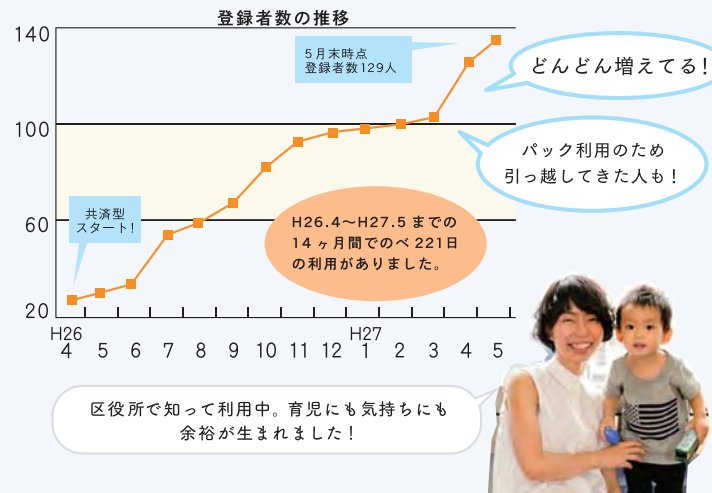 登録者数の推移
140
100
60
20
5月末時点
登録者数129人
どんどん増えてる！
パック利用のため
引っ越してきた人も！
共済型
スタート！
H26.4〜H27.5 までの
14 ヶ月間でのべ 221日
の利用がありました。
H26 H27
4 5 6 7 8 9 10 11 12 1 2 3 4 5
区役所で知って利用中。育児にも気持ちにも
余裕が生まれました！